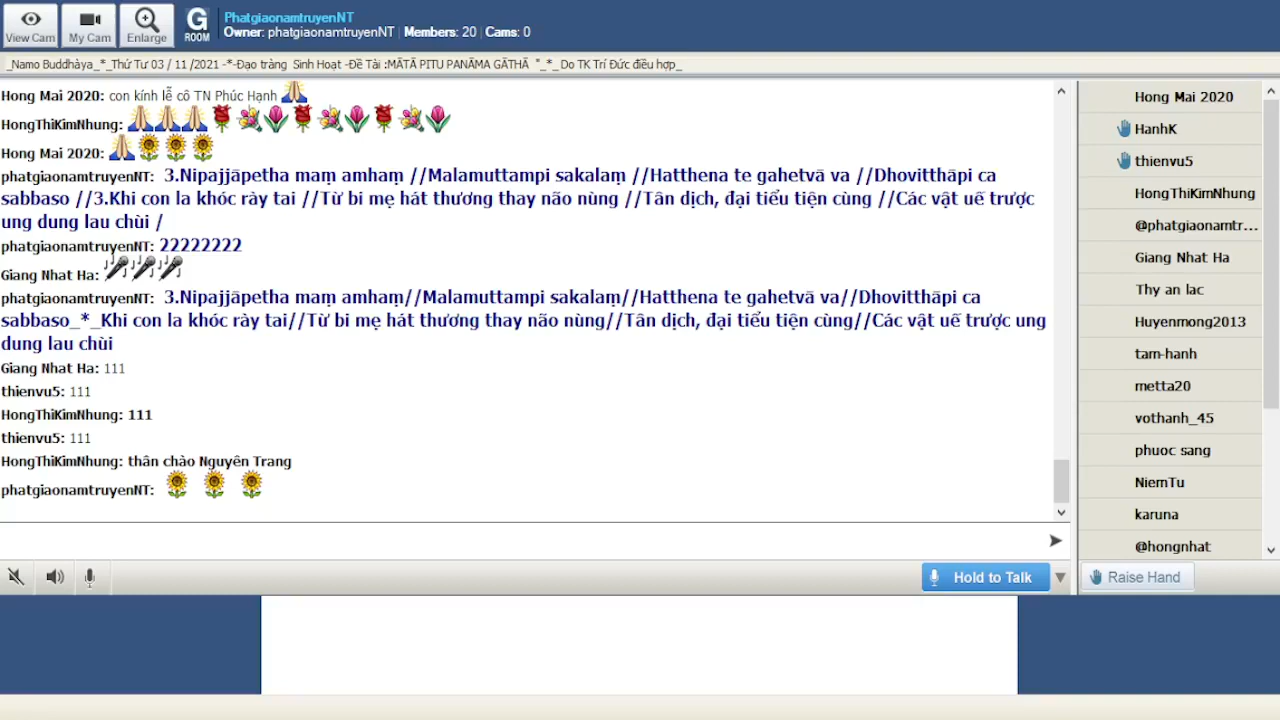 View Cam
My Cam
Enlarge
G
ROOM
PhatgiaonamtruyenNT
Owner: phatgiaonamtruyenNT | Members: 20 | Cams: 0
_Namo Buddhàya_*_Thứ Tư 03 / 11 /2021 -*-Đạo tràng Sinh Hoạt -Đề Tài :MĀTĀ PITU PANĀMA GĀTHĀ "_*_ Do TK Trí Đức điều hợp_
Hong Mai 2020: con kính lễ cô TN Phúc Hạnh
HongThiKimNhung:
Hong Mai 2020:
phatgiaonamtruyenNT: 3.Nipajjāpetha maṃ amhaṃ //Malamuttampi sakalaṃ //Hatthena te gahetvā va //Dhovitthāpi ca
sabbaso //3.Khi con la khóc rày tai //Từ bi mẹ hát thương thay não nùng //Tân dịch, đại tiểu tiện cùng //Các vật uế trược
ung dung lau chùi /
phatgiaonamtruyenNT: 22222222
Giang Nhat Ha:
phatgiaonamtruyenNT: 3.Nipajjāpetha maṃ amhaṃ//Malamuttampi sakalaṃ//Hatthena te gahetvā va//Dhovitthāpi ca
sabbaso_*_Khi con la khóc rày tai//Từ bi mẹ hát thương thay não nùng//Tân dịch, đại tiểu tiện cùng//Các vật uế trược ung
dung lau chùi
Giang Nhat Ha: 111
thienvu5: 111
HongThiKimNhung: 111
thienvu5: 111
HongThiKimNhung: thân chào Nguyên Trang
phatgiaonamtruyenNT:
Hong Mai 2020
HanhK
thienvu5
HongThiKimNhung
@phatgiaonamtr...
Giang Nhat Ha
Thy an lac
Huyenmong2013
tam-hanh
metta20
vothanh_45
phuoc sang
NiemTu
karuna
@hongnhat
Hold to Talk
Raise Hand